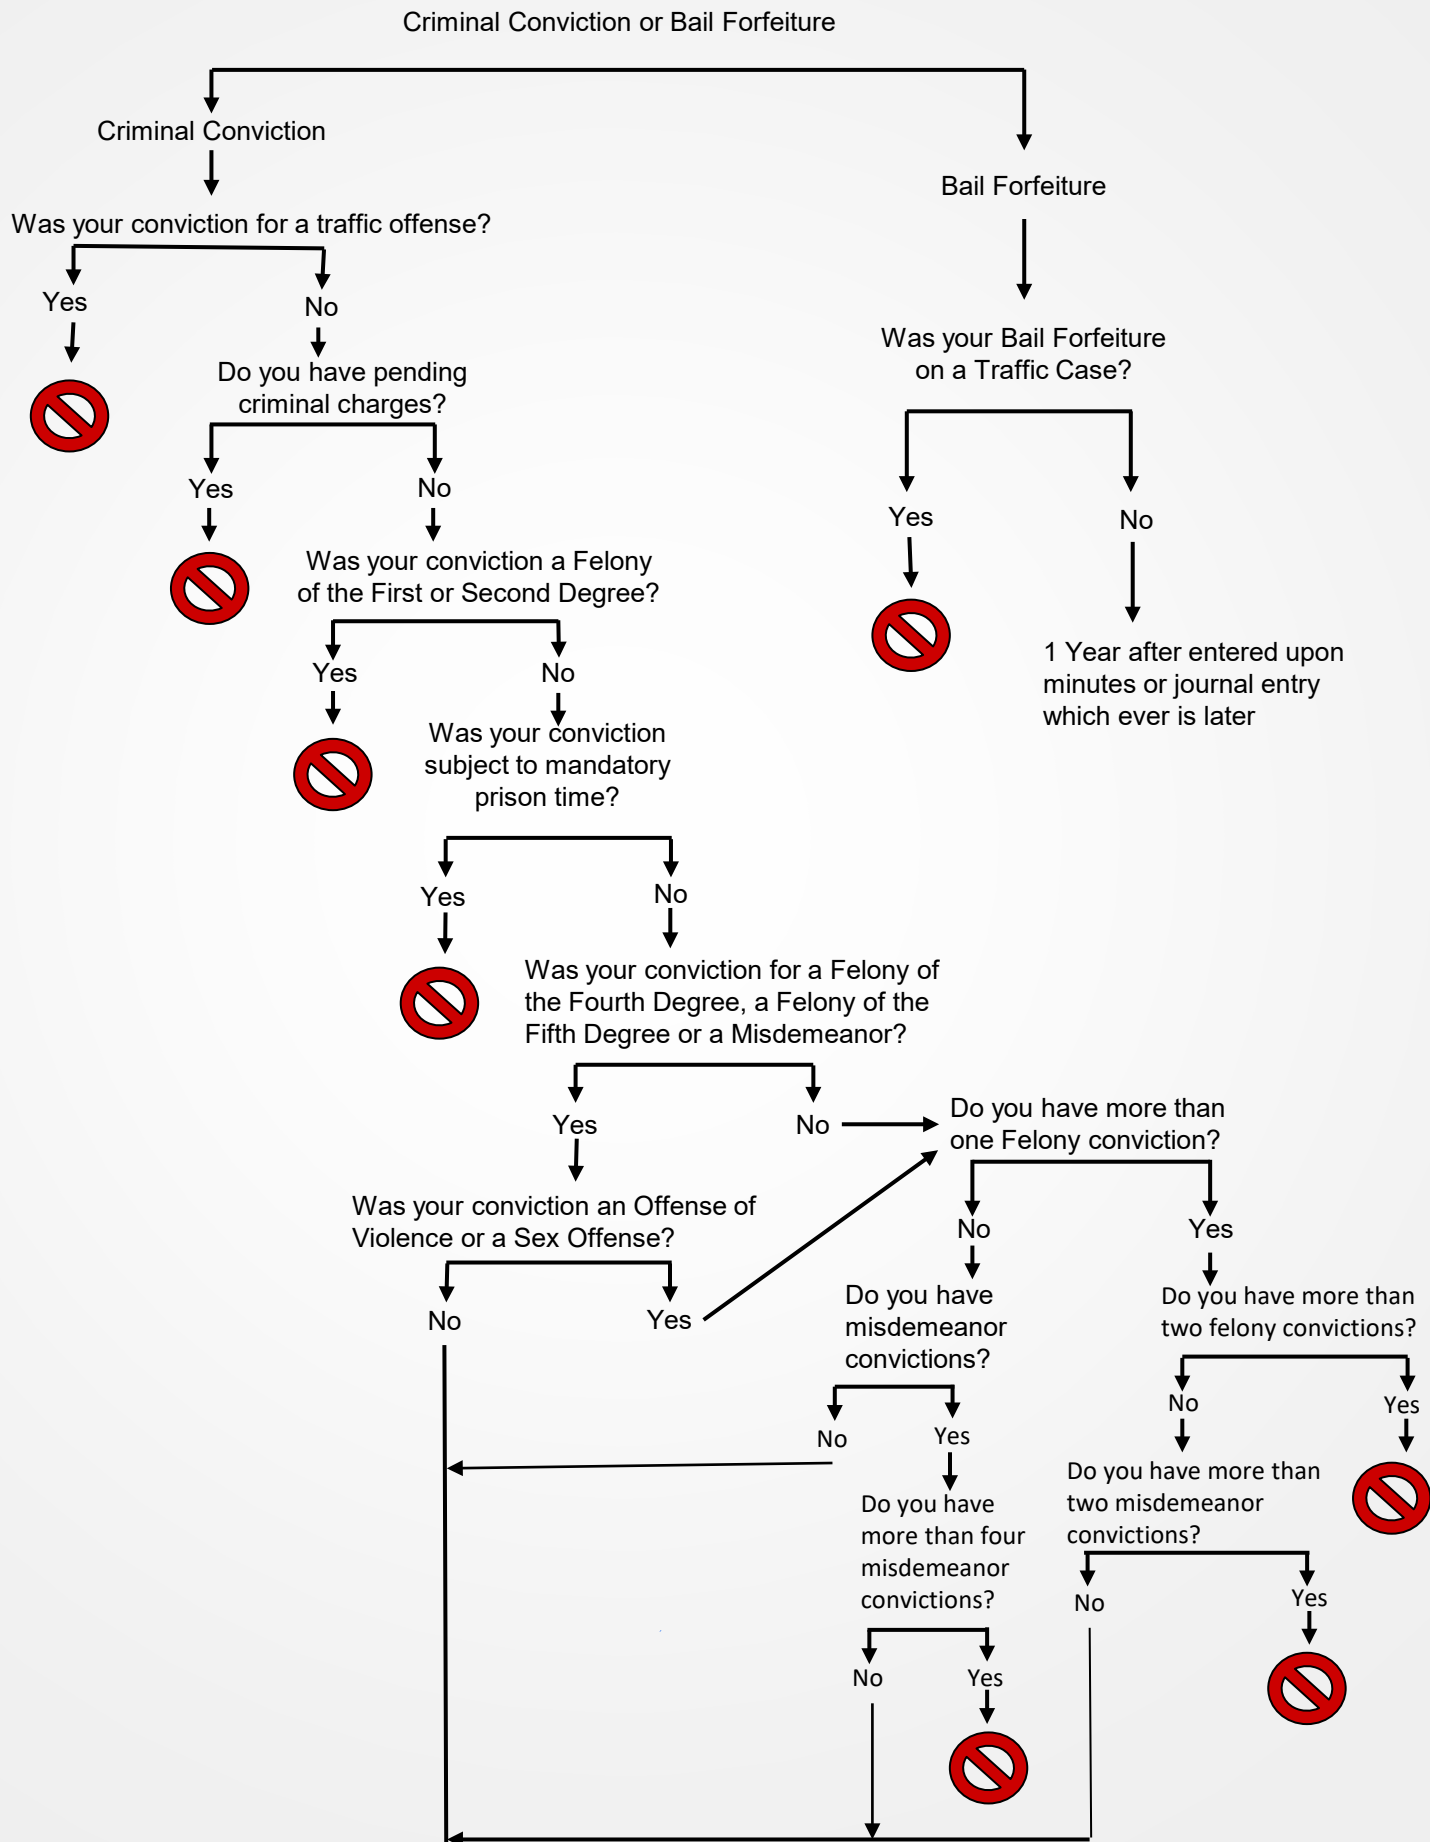 Criminal Conviction or Bail Forfeiture
Criminal Conviction
Bail Forfeiture
Was your conviction for a traffic offense?
Yes
No
Was your Bail Forfeiture
on a Traffic Case?
Do you have pending
criminal charges?
Yes
No
Yes
No
Was your conviction a Felony
of the First or Second Degree?
1 Year after entered upon
minutes or journal entry
which ever is later
Yes
No
Was your conviction
subject to mandatory
prison time?
Yes
No
Was your conviction for a Felony of
the Fourth Degree, a Felony of the
Fifth Degree or a Misdemeanor?
Yes
No
Do you have more than
one Felony conviction?
Was your conviction an Offense of
Violence or a Sex Offense?
No
Yes
No
Yes
Do you have
misdemeanor
convictions?
Do you have more than
two felony convictions?
No
Yes
No
Yes
Do you have more than
two misdemeanor
convictions?
Do you have
more than four
misdemeanor
convictions?
No
Yes
No
Yes